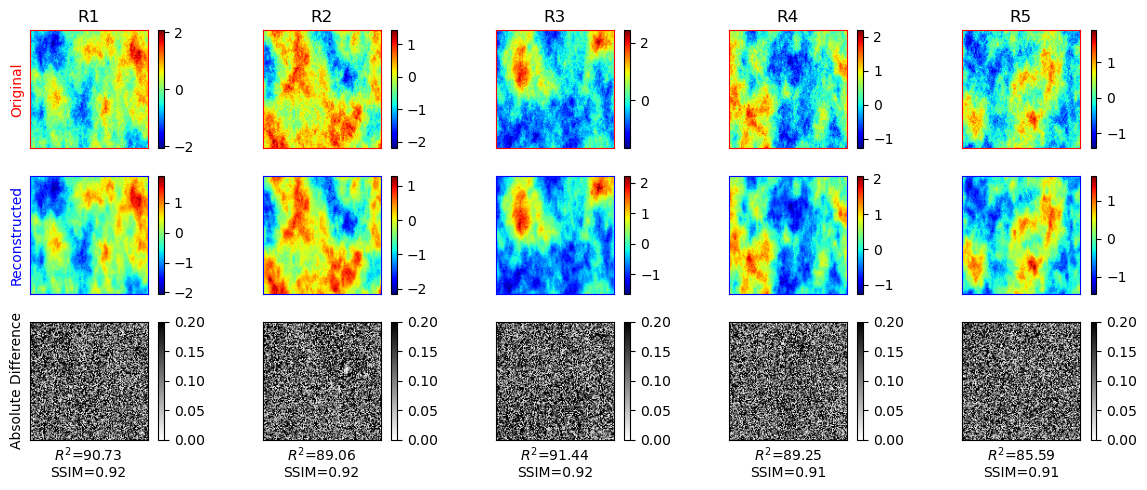 R1 R2 R3 R4 R5
Original
2 0 −2
1 0 −1 −2
2 0
2 1 0 −1
1 0 −1
Reconstructed
1 0 −1 −2
1 0 −1 −2
2 1 0 −1
2 1 0 −1
1 0 −1
Absolute Difference
0.20 0.15 0.10 0.05 0.00
0.20 0.15 0.10 0.05 0.00
0.20 0.15 0.10 0.05 0.00
0.20 0.15 0.10 0.05 0.00
0.20 0.15 0.10 0.05 0.00
R²=90.73 R²=89.06 R²=91.44 R²=89.25 R²=85.59
SSIM=0.92 SSIM=0.92 SSIM=0.92 SSIM=0.91 SSIM=0.91